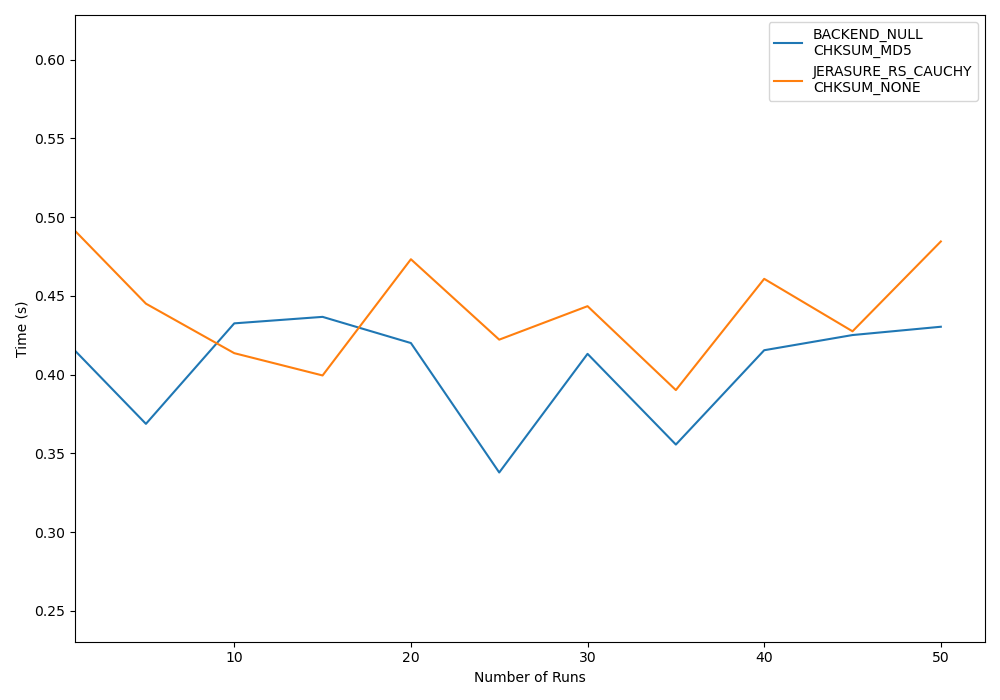 BACKEND_NULL
CHKSUM_MD5
JERASURE_RS_CAUCHY
CHKSUM_NONE
0.60
0.55
0.50
0.45
0.40
0.35
0.30
0.25
Time (s)
10 20 30 40 50
Number of Runs